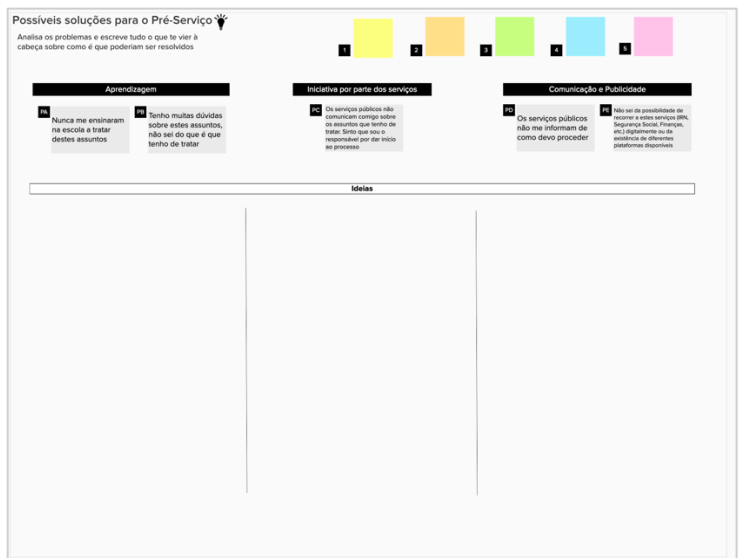 Possíveis soluções para o Pré-Serviço
Analisa os problemas e escreve tudo o que te vier à
cabeça sobre como é que poderiam ser resolvidos
1
2
3
4
5
Aprendizagem
PA
Nunca me ensinaram
na escola a tratar
destes assuntos
PB
Tenho muitas dúvidas
sobre estes assuntos,
não sei do que é que
tenho de tratar
Iniciativa por parte dos serviços
PC
Os serviços públicos não
comunicam comigo sobre
os assuntos que tenho de
tratar. Sinto que sou o
responsável por dar início
ao processo
Comunicação e Publicidade
PD
Os serviços públicos
não me informam de
como devo proceder
PE
Não sei da possibilidade de
recorrer a estes serviços (IRN,
Segurança Social, Finanças,
etc.) digitalmente ou da
existência de diferentes
plataformas disponíveis
Ideias